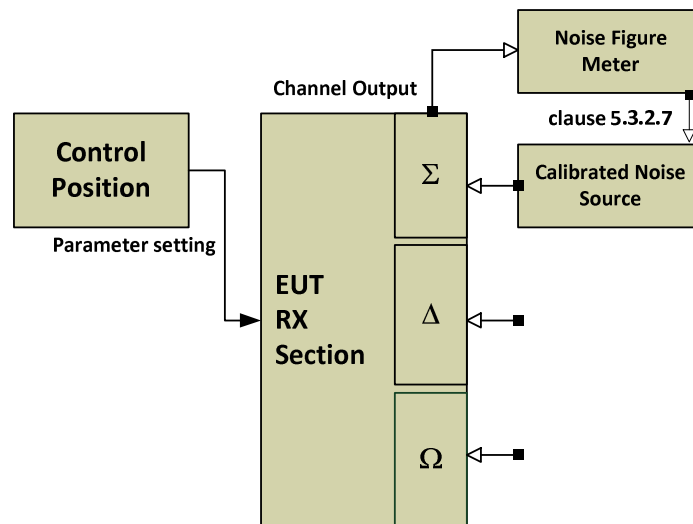 Noise Figure
Meter
Channel Output
clause 5.3.2.7
Control
Position
Σ
Calibrated Noise
Source
Parameter setting
EUT
RX
Section
Δ
Ω